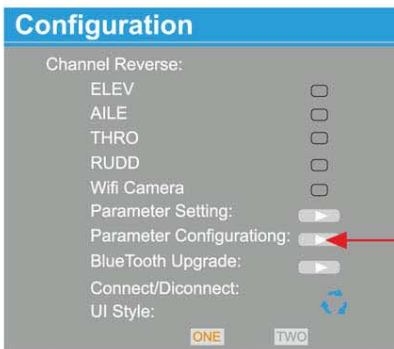 Configuration
Channel Reverse:
ELEV
AILE
THRO
RUDD
Wifi Camera
Parameter Setting:
Parameter Configurationg:
BlueTooth Upgrade:
Connect/Diconnect:
UI Style:
ONE TWO